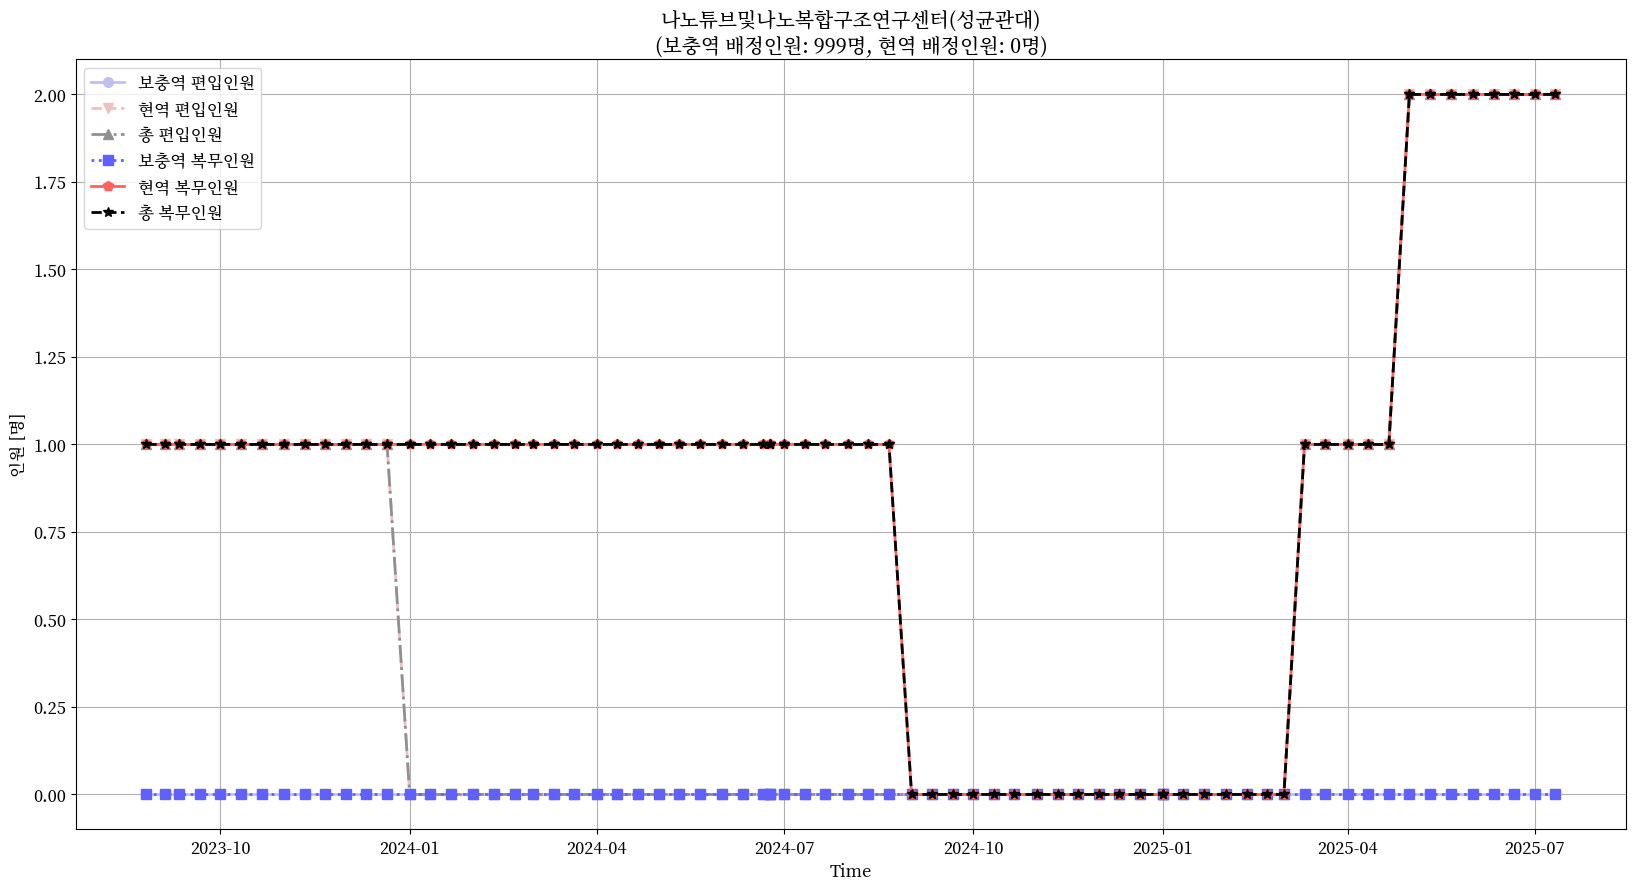 나노튜브및나노복합구조연구센터(성균관대)
(보충역 배정인원: 999명, 현역 배정인원: 0명)
보충역 편입인원
현역 편입인원
총 편입인원
보충역 복무인원
현역 복무인원
총 복무인원
인원 [명]
2.00
1.75
1.50
1.25
1.00
0.75
0.50
0.25
0.00
2023-10 2024-01 2024-04 2024-07 2024-10 2025-01 2025-04 2025-07
Time